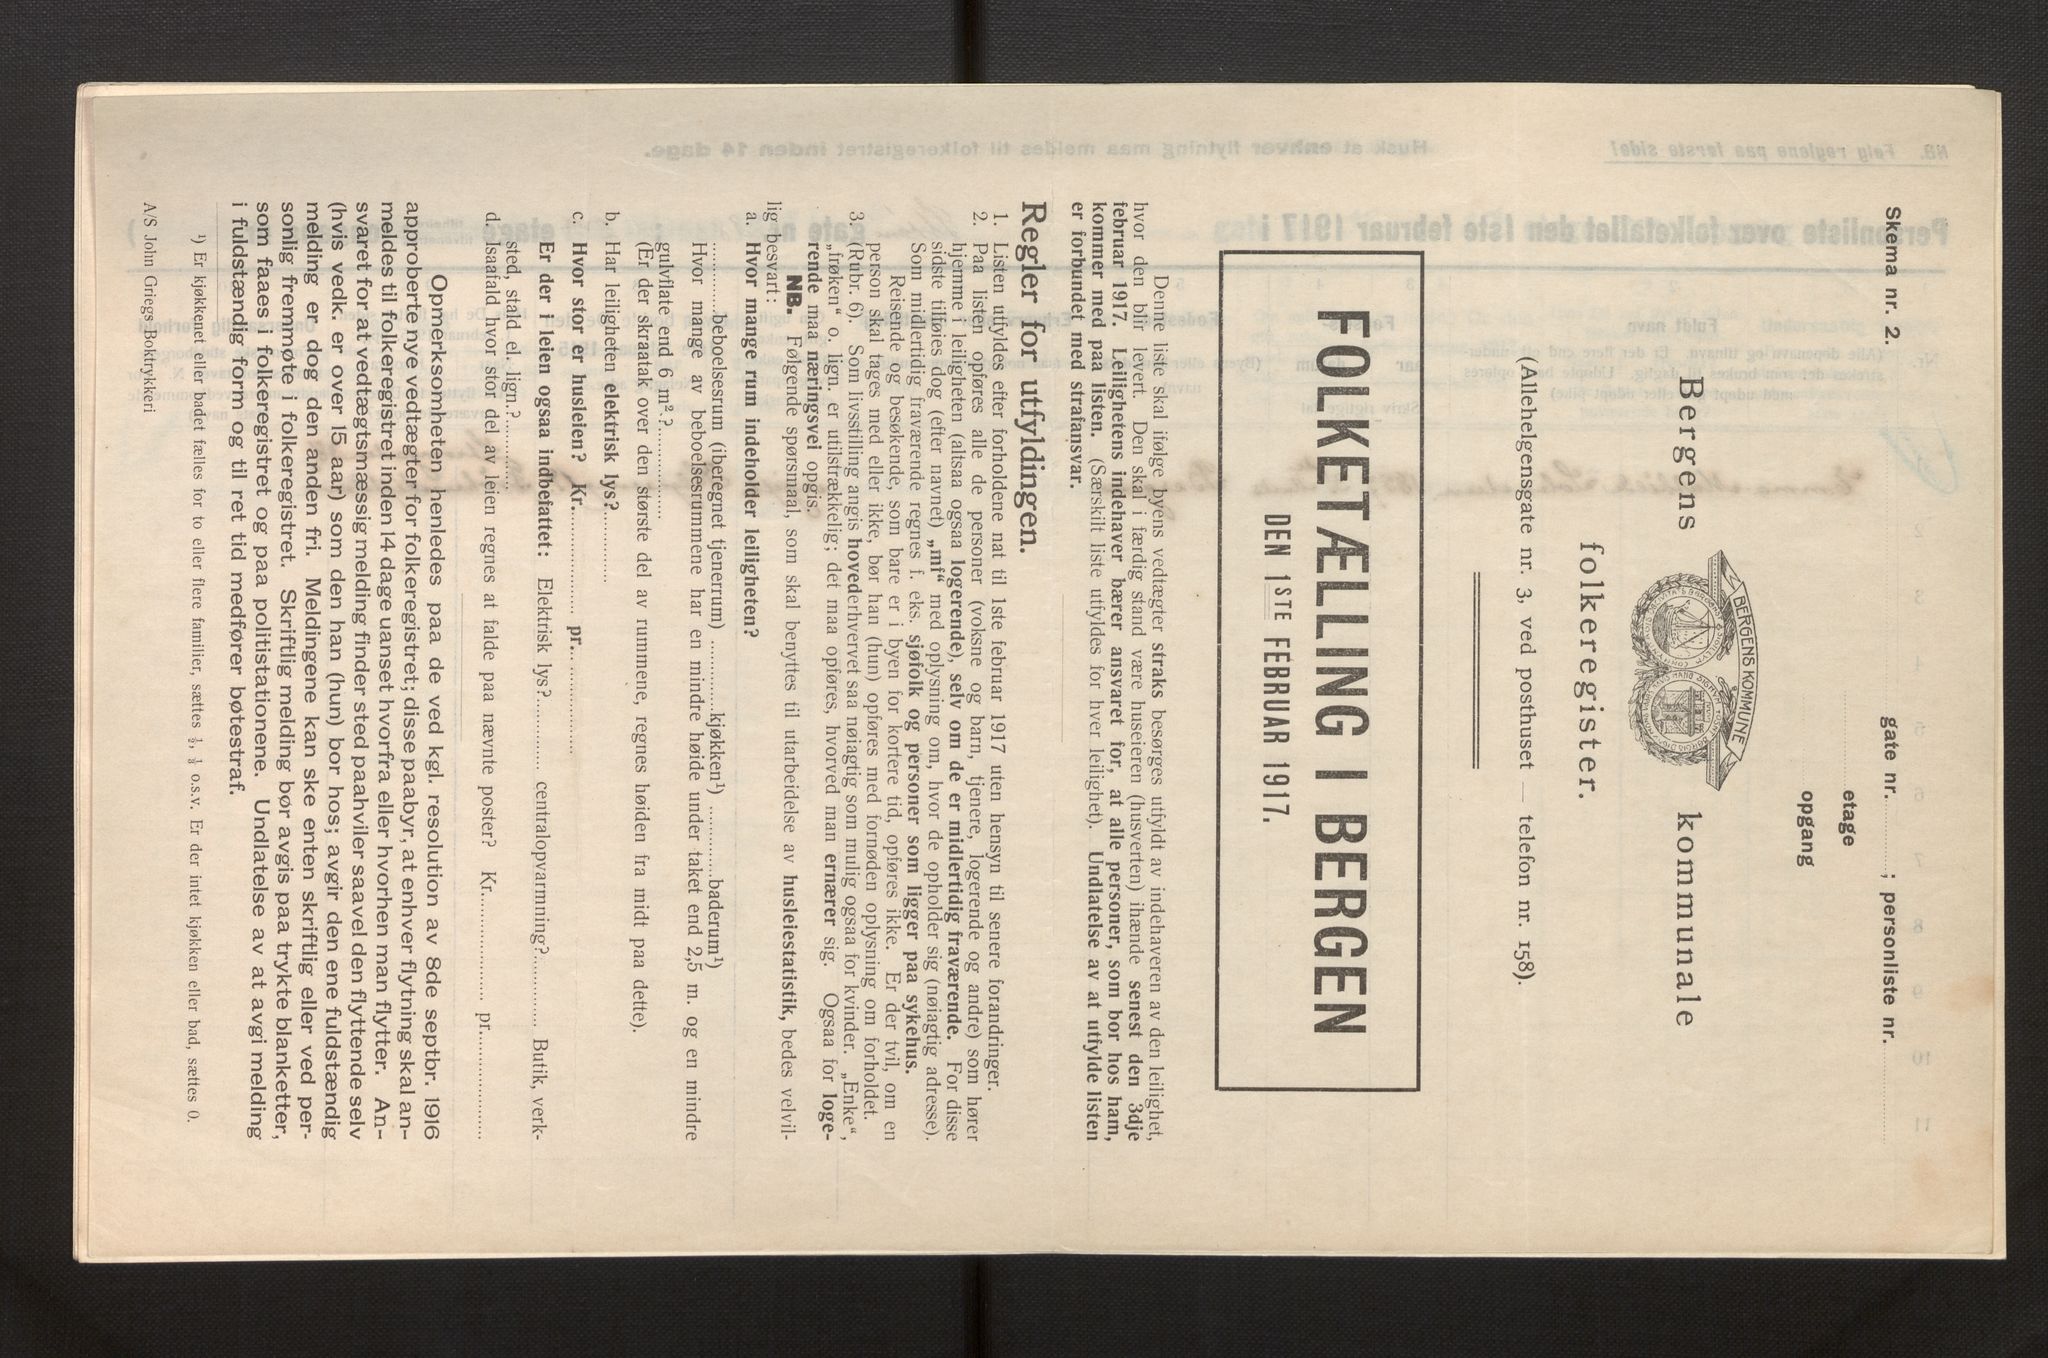 Skema nr. 2.
gate nr. ; personliste nr.
etage
opgang
BERGENS KOMMUNE
Bergens kommunale
folkeregister.
(Allehelgensgate nr. 3, ved posthuset — telefon nr. 158).
FOLKETÆLLING I BERGEN
DEN 1STE FEBRUAR 1917.
Denne liste skal ifølge byens vedtægter straks besørges utfyldt av indehaveren av den leilighet,
hvor den blir levert. Den skal i færdig stand være huseieren (husverten) ihænde senest den 3dje
februar 1917. Leilighetens indehaver bærer ansvaret for, at alle personer, som bor hos ham,
kommer med paa listen. (Særskilt liste utfyldes for hver leilighet). Undlatelse av at utfylde listen
er forbundet med strafansvar.
Regler for utfyldingen.
1. Listen utfyldes efter forholdene nat til 1ste februar 1917 uten hensyn til senere forandringer.
2. Paa listen opføres alle de personer (voksne og barn, tjenere, logerende og andre) som hører
hjemme i leiligheten (altsaa ogsaa logerende), selv om de er midlertidig fraværende. For disse
sidste tilføies dog (efter navnet) „mf“ med oplysning om, hvor de opholder sig (nøiagtig adresse).
Som midlertidig fraværende regnes f. eks. sjøfolk og personer som ligger paa sykehus.
Reisende og besøkende, som bare er i byen for kortere tid, opføres ikke. Er der tvil, om en
person skal tages med eller ikke, bør han (hun) opføres med fornøden oplysning om forholdet.
3. (Rubr. 6). Som livsstilling angis hovederhvervet saa nøiagtig som mulig ogsaa for kvinder. „Enke“,
„frøken“ o. lign. er utilstrækkelig; det maa opføres, hvorved man ernærer sig. Ogsaa for loge-
rende maa næringsvei opgis.
NB. Følgende spørsmaal, som skal benyttes til utarbeidelse av husleiestatistik, bedes velvil-
lig besvart:
a. Hvor mange rum indeholder leiligheten?
beboelsesrum (iberegnet tjenerrum) kjøkken¹) baderum¹)
Hvor mange av beboelsesrummene har en mindre høide under taket end 2,5 m. og en mindre
gulvflate end 6 m².?
(Er der skraatak over den største del av rummene, regnes høiden fra midt paa dette).
b. Har leiligheten elektrisk lys?
c. Hvor stor er husleien? Kr. pr.
Er der i leien ogsaa indbefattet: Elektrisk lys? centralopvarmning? Butik, verk-
sted, stald el. lign.?
d. Isaafald hvor stor del av leien regnes at falde paa nævnte poster? Kr. pr.
Opmerksomheten henledes paa de ved kgl. resolution av 8de septbr. 1916
approberte nye vedtægter for folkeregistret; disse paabyr, at enhver flytning skal an-
meldes til folkeregistret inden 14 dage uanset hvorfra eller hvorhen man flytter. An-
svaret for at vedtægtsmæssig melding finder sted paahviler saavel den flyttende selv
(hvis vedk. er over 15 aar) som den han (hun) bor hos; avgir den ene fuldstændig
melding er dog den anden fri. Meldingene kan ske enten skriftlig eller ved per-
sonlig fremmøte i folkeregistret. Skriftlig melding bør avgis paa trykte blanketter,
som faaes i folkeregistret og paa politistationene. Undlatelse av at avgi melding
i fuldstændig form og til ret tid medfører bøtestraf.
¹) Er kjøkkenet eller badet fælles for to eller flere familier, sættes ½, ⅓ o.s.v. Er der intet kjøkken eller bad, sættes 0.
A/S John Griegs Boktrykkeri